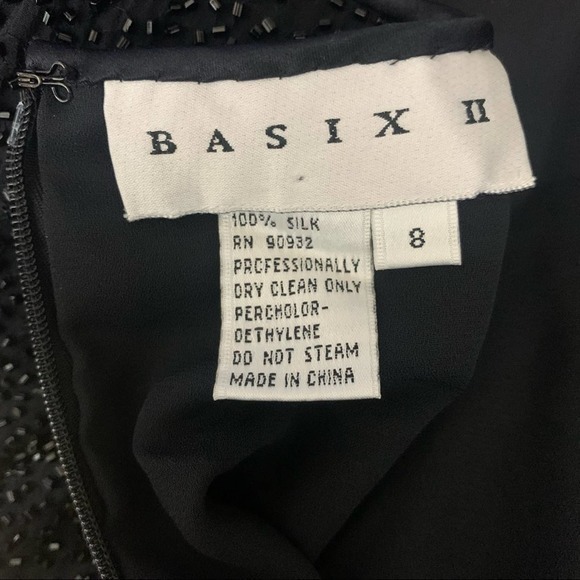 BASIX II
100% SILK
RN 90932
PROFESSIONALLY
DRY CLEAN ONLY
PERCHOLOR-
OETHYLENE
DO NOT STEAM
MADE IN CHINA
8